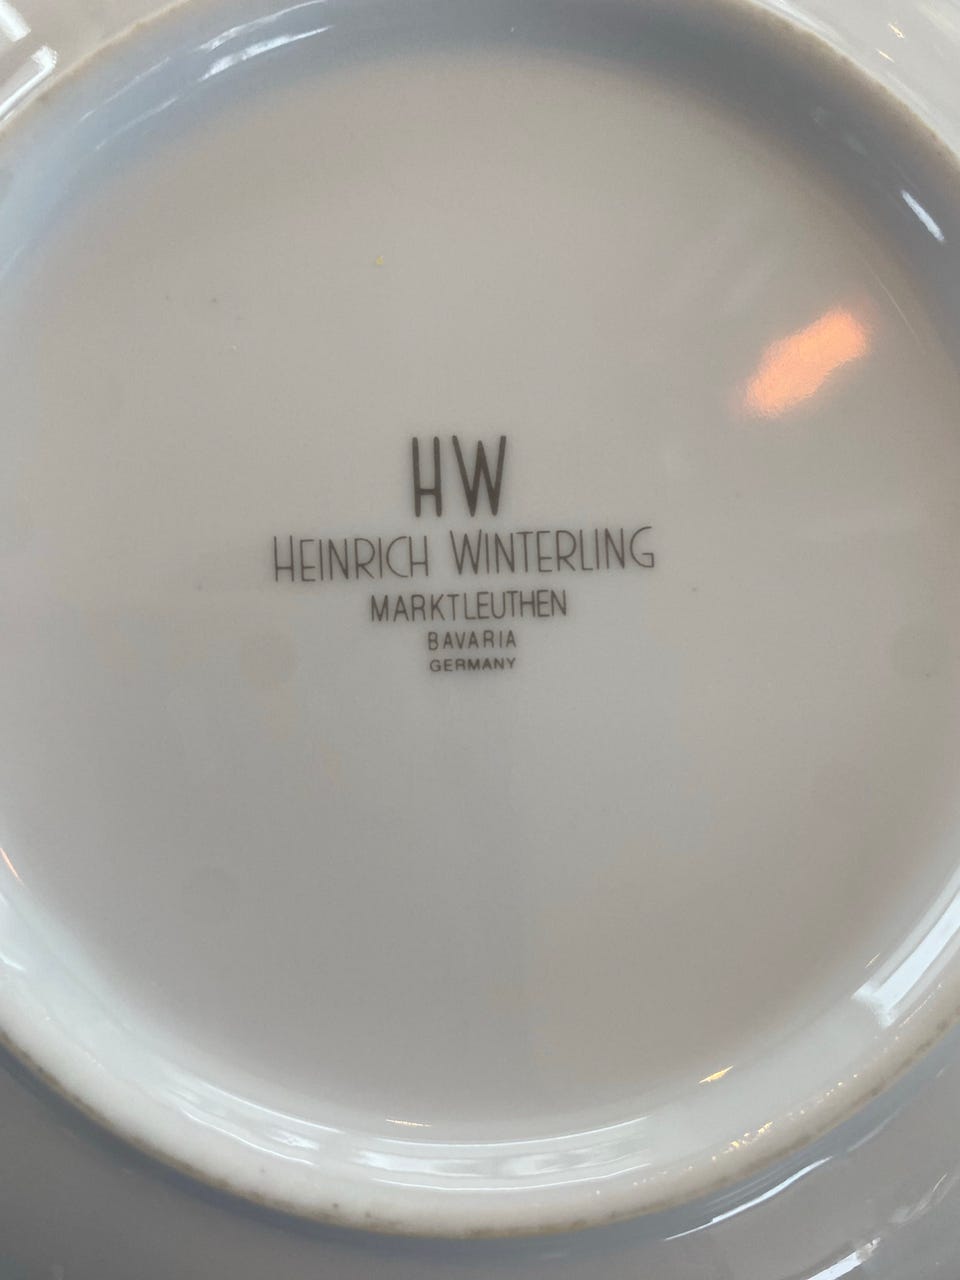 HW
HEINRICH WINTERLING
MARKTLEUTHEN
BAVARIA
GERMANY